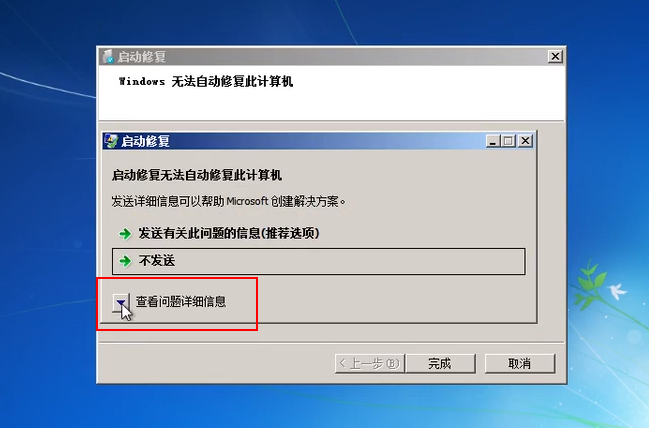 启动修复
Windows 无法自动修复此计算机
启动修复
启动修复无法自动修复此计算机
发送详细信息可以帮助 Microsoft 创建解决方案。
发送有关此问题的信息(推荐选项)
不发送
查看问题详细信息
<上一步(B) 完成 取消